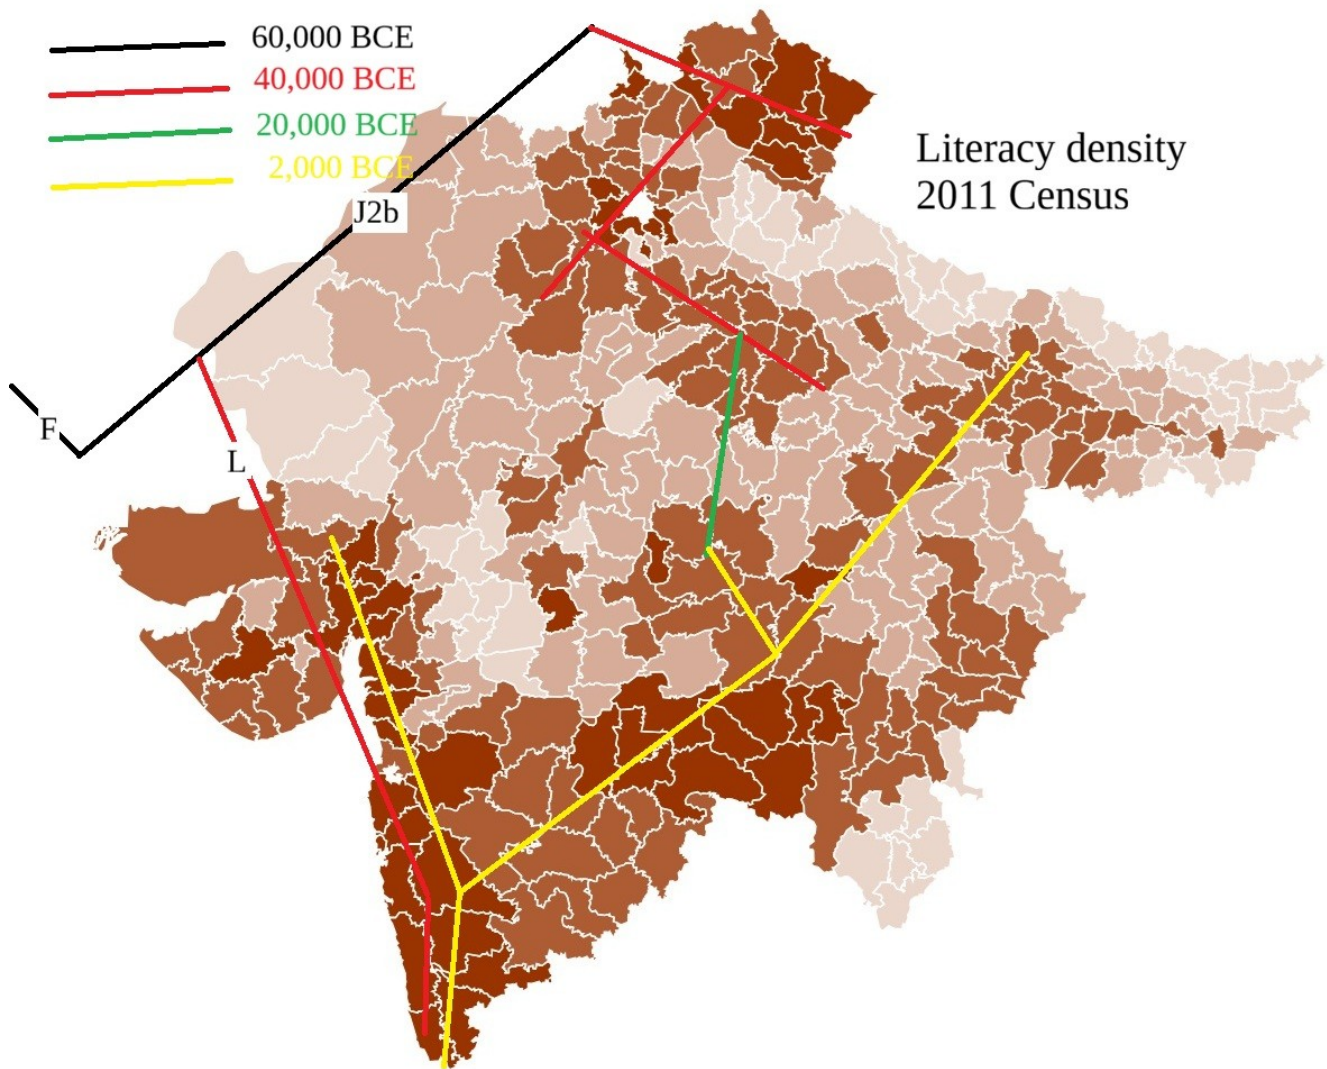 60,000 BCE
40,000 BCE
20,000 BCE
2,000 BCE
Literacy density
2011 Census
J2b
F
L